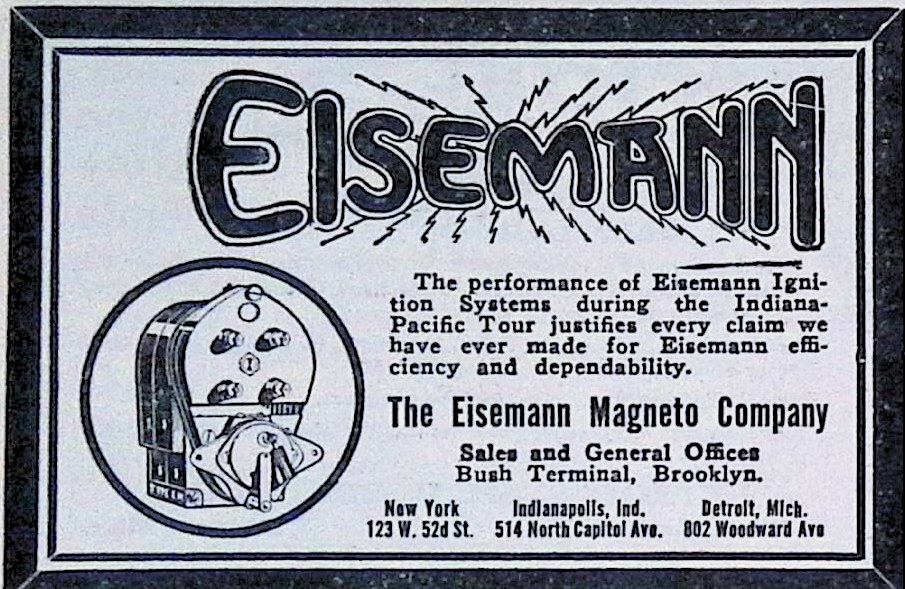 EISEMANN
The performance of Eisemann Igni-
tion Systems during the Indiana-
Pacific Tour justifies every claim we
have ever made for Eisemann effi-
ciency and dependability.
The Eisemann Magneto Company
Sales and General Offices
Bush Terminal, Brooklyn.
New York Indianapolis, Ind. Detroit, Mich.
123 W. 52d St. 514 North Capitol Ave. 802 Woodward Ave